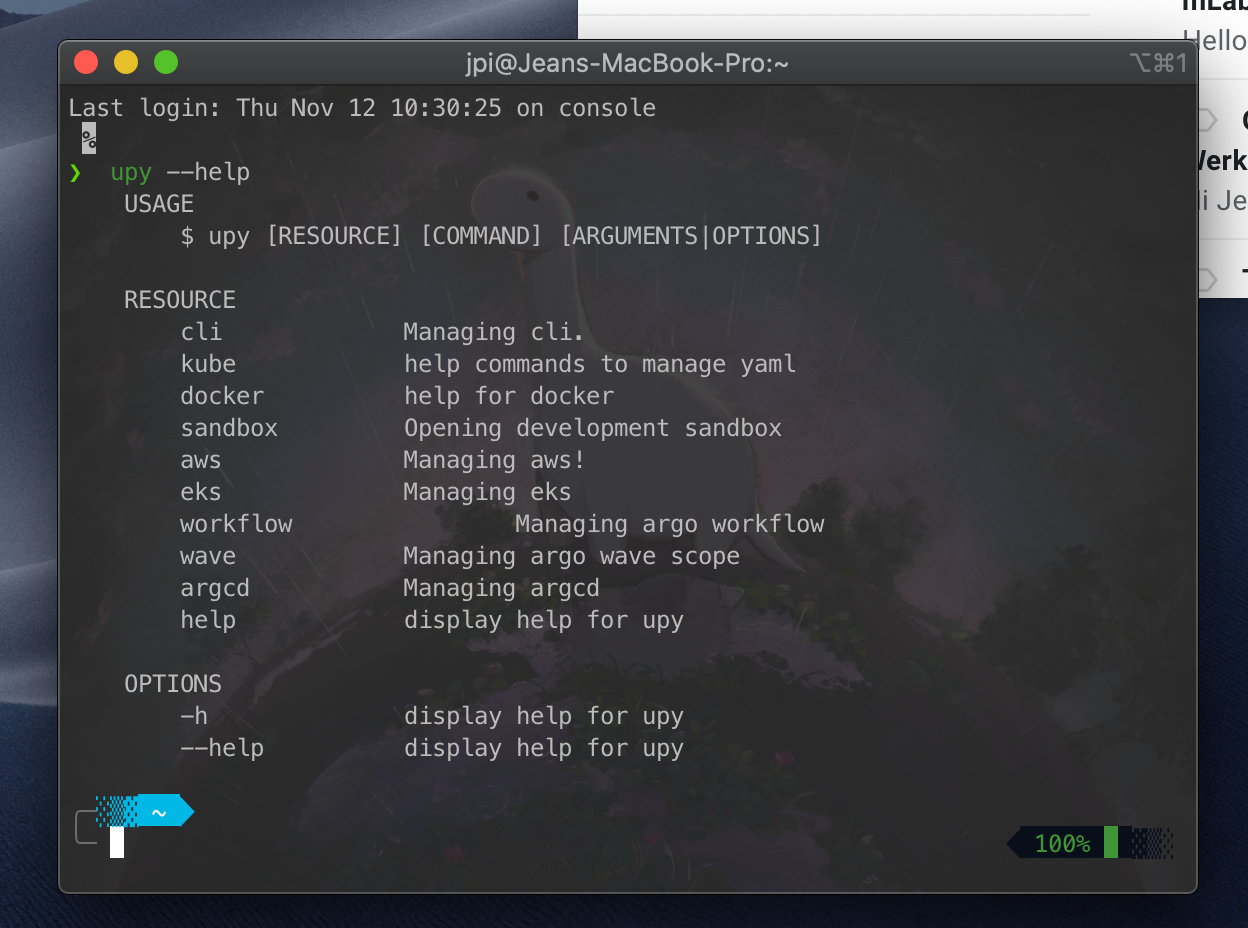 mLab
Hello
jpi@Jeans-MacBook-Pro:~
⌥⌘1
Last login: Thu Nov 12 10:30:25 on console
%
❯ upy --help
USAGE
$ upy [RESOURCE] [COMMAND] [ARGUMENTS|OPTIONS]
RESOURCE
cli Managing cli.
kube help commands to manage yaml
docker help for docker
sandbox Opening development sandbox
aws Managing aws!
eks Managing eks
workflow Managing argo workflow
wave Managing argo wave scope
argcd Managing argcd
help display help for upy
OPTIONS
-h display help for upy
--help display help for upy
~
100%